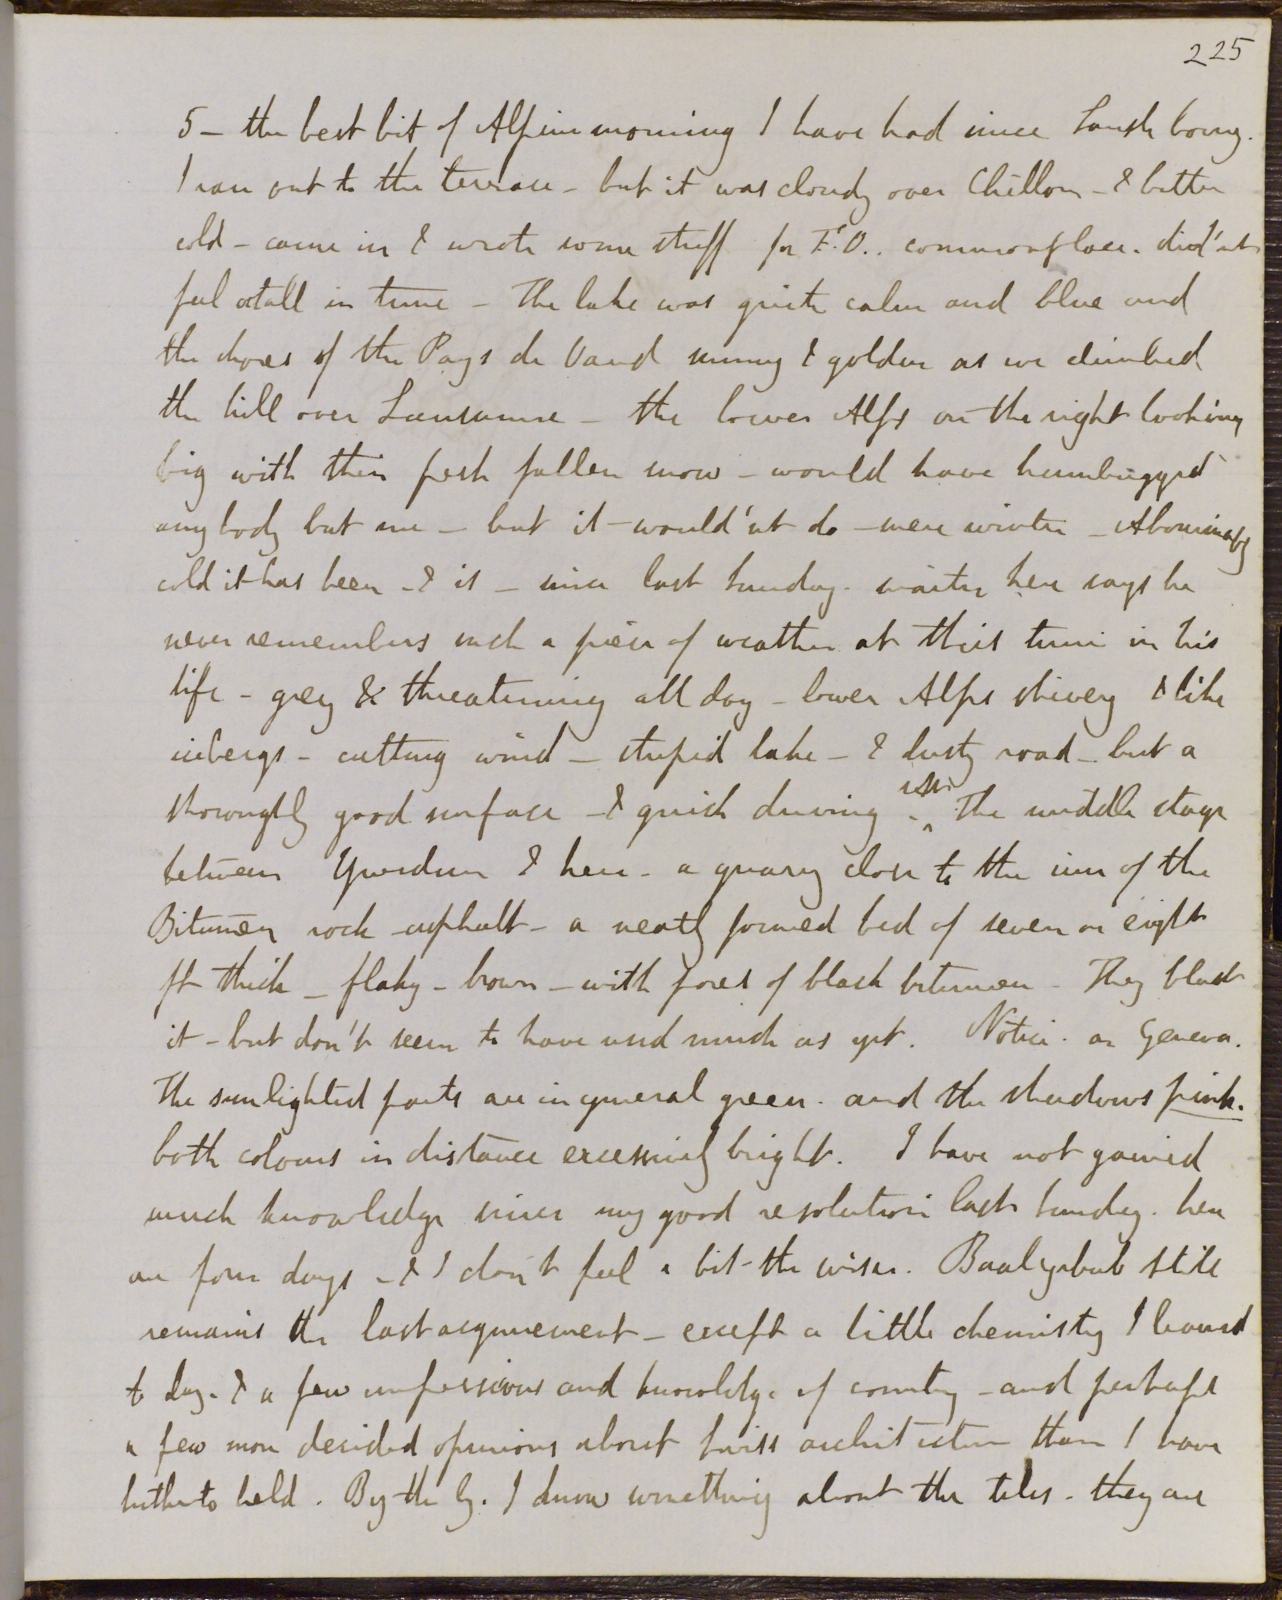 225
5 – the best bit of Alpine morning I have had since Lansle bourg.
I ran out to the terrace – but it was cloudy over Chillon – & bitter
cold – came in & wrote some stuff for F.O.. commonplace. did'nt
feel atall in tune – The lake was quite calm and blue and
the shores of the Pays de Vaud sunny & golden as we climbed
the hill over Lausanne – the lower Alps on the right looking
big with their fresh fallen snow – would have humbugged
anybody but me – but it would'nt do – mere winter – Abominably
cold it has been – & is – since last Sunday. waiter here says he
never remembers such a piece of weather at this time in his
life – grey & threatening all day – lower Alps shivery & like
icebergs – cutting wind – stupid lake – & dusty road – but a
thoroughly good surface – & quick driving. The middle stage
between Yverdun & here – a quarry close to the inn of the
Bitumen rock – asphalt – a neatly formed bed of seven or eight
ft thick – flaky – brown – with pores of black bitumen – They blast
it – but don't seem to have used much as yet. Notice. on Geneva.
The sunlighted parts are in general green. and the shadows pink.
both colours in distance excessively bright. I have not gained
much knowledge since my good resolution last Sunday. here
are four days – & I don't feel a bit the wiser. Baalzebub still
remains the last acquirement – except a little chemistry I learnt
to day. & a few impressions and knowledge of country – and perhaps
a few more decided opinions about Swiss architecture than I have
hitherto held. By the by. I know something about the tiles. they are